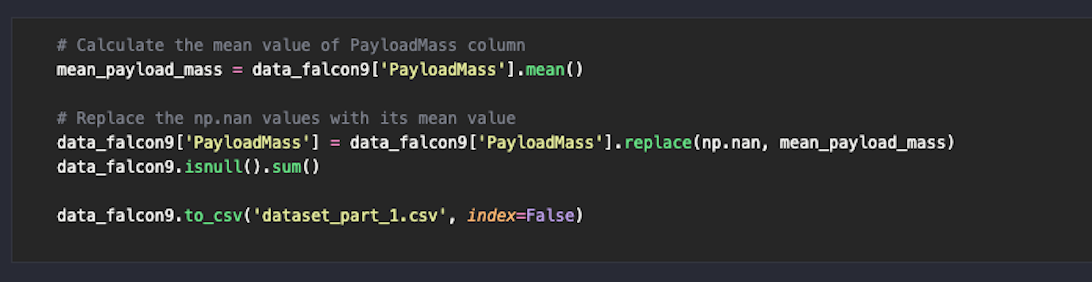 # Calculate the mean value of PayloadMass column
mean_payload_mass = data_falcon9['PayloadMass'].mean()
# Replace the np.nan values with its mean value
data_falcon9['PayloadMass'] = data_falcon9['PayloadMass'].replace(np.nan, mean_payload_mass)
data_falcon9.isnull().sum()
data_falcon9.to_csv('dataset_part_1.csv', index=False)